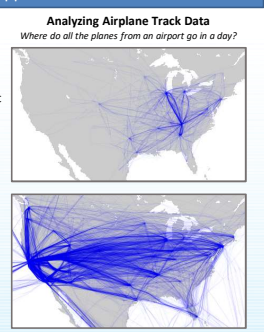 Analyzing Airplane Track Data
Where do all the planes from an airport go in a day?